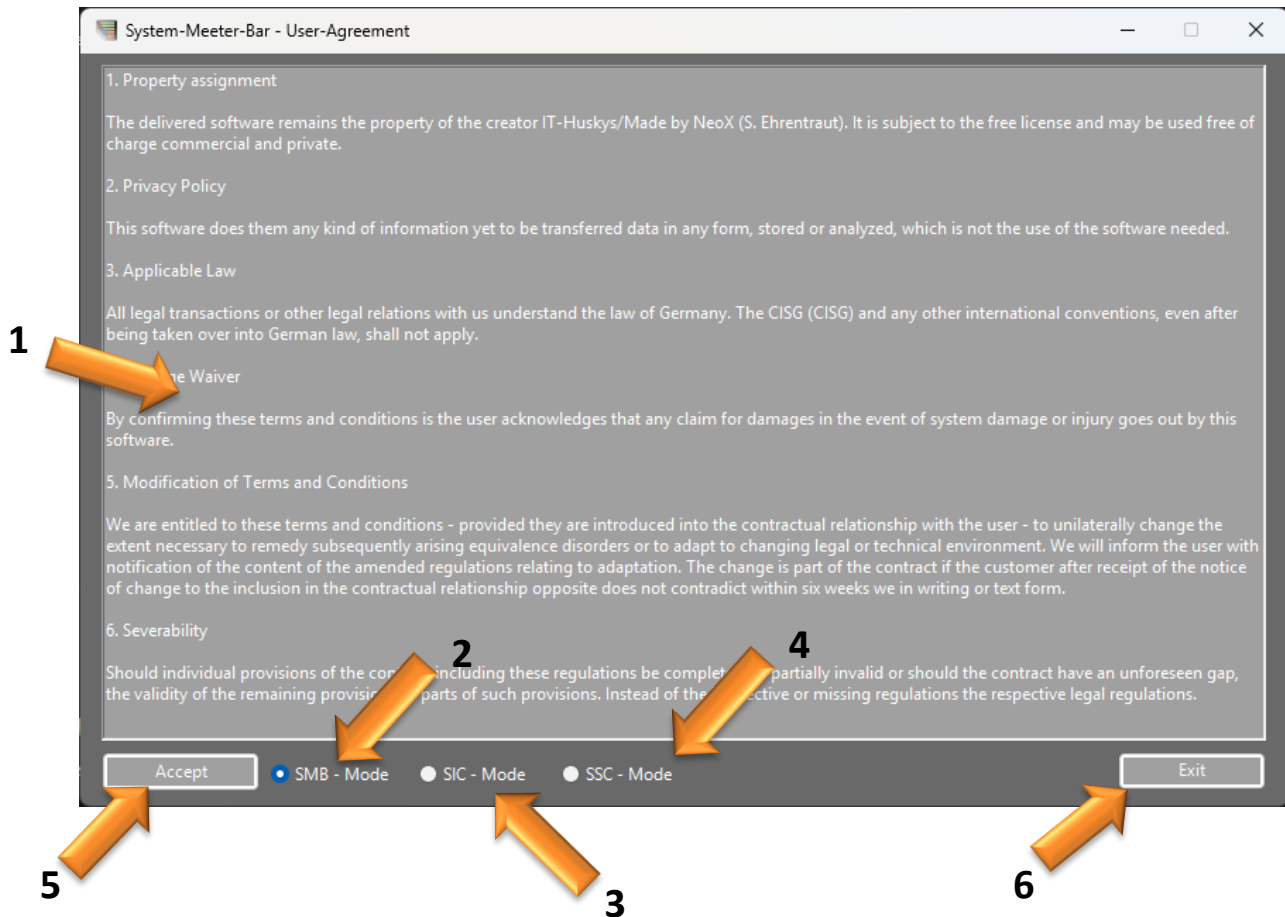 System-Meeter-Bar - User-Agreement
1. Property assignment
The delivered software remains the property of the creator IT-Huskys/Made by NeoX (S. Ehrentraut). It is subject to the free license and may be used free of
charge commercial and private.
2. Privacy Policy
This software does them any kind of information yet to be transferred data in any form, stored or analyzed, which is not the use of the software needed.
3. Applicable Law
All legal transactions or other legal relations with us understand the law of Germany. The CISG (CISG) and any other international conventions, even after
being taken over into German law, shall not apply.
1
Waiver
By confirming these terms and conditions is the user acknowledges that any claim for damages in the event of system damage or injury goes out by this
software.
5. Modification of Terms and Conditions
We are entitled to these terms and conditions - provided they are introduced into the contractual relationship with the user - to unilaterally change the
extent necessary to remedy subsequently arising equivalence disorders or to adapt to changing legal or technical environment. We will inform the user with
notification of the content of the amended regulations relating to adaptation. The change is part of the contract if the customer after receipt of the notice
of change to the inclusion in the contractual relationship opposite does not contradict within six weeks we in writing or text form.
6. Severability
2
4
Should individual provisions of the including these regulations be partially invalid or should the contract have an unforeseen gap,
the validity of the remaining parts of such provisions. Instead of the or missing regulations the respective legal regulations.
Accept
SMB - Mode
SIC - Mode
SSC - Mode
Exit
5
3
6